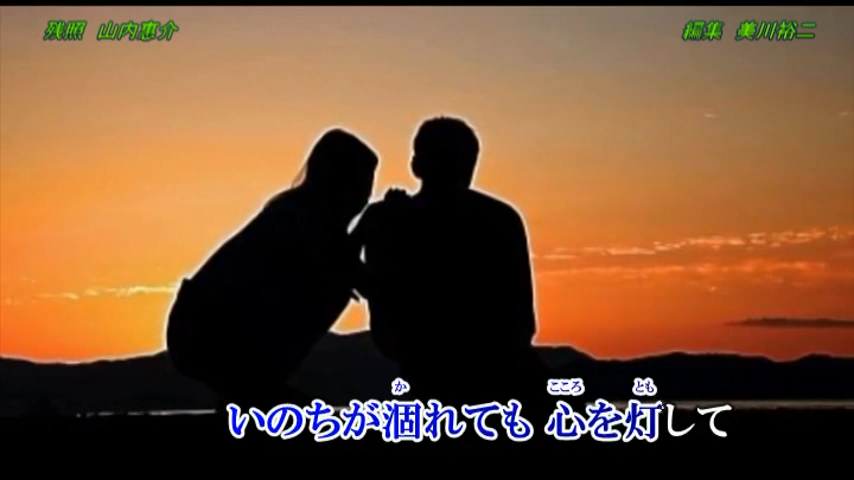 残照 山内惠介
編集 美川裕二
か こころ とも
いのちが涸れても 心を灯して